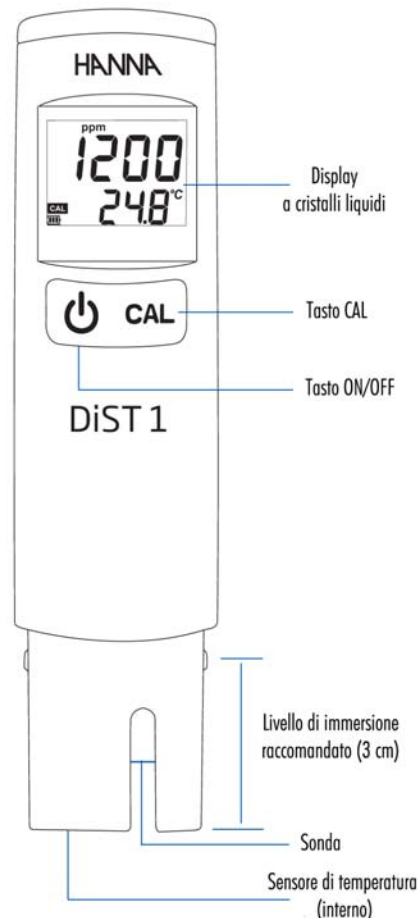 HANNA
ppm
1200
24.8 °C
CAL
Display
a cristalli liquidi
CAL
Tasto CAL
Tasto ON/OFF
DiST 1
Livello di immersione
raccomandato (3 cm)
Sonda
Sensore di temperatura
(interno)